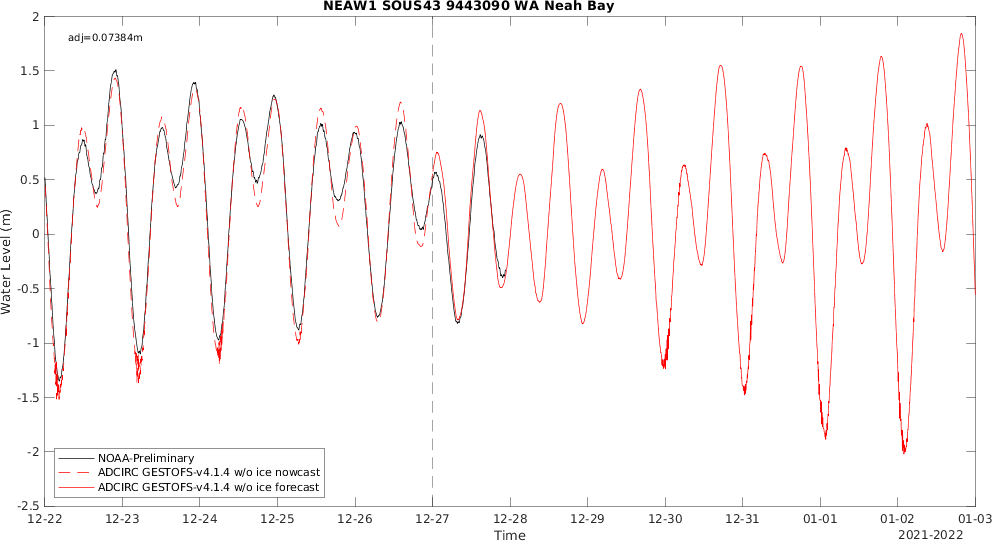 NEAW1 SOUS43 9443090 WA Neah Bay
adj=0.07384m
2
1.5
1
0.5
0
-0.5
-1
-1.5
-2
-2.5
Water Level (m)
NOAA-Preliminary
ADCIRC GESTOFS-v4.1.4 w/o ice nowcast
ADCIRC GESTOFS-v4.1.4 w/o ice forecast
12-22 12-23 12-24 12-25 12-26 12-27 12-28 12-29 12-30 12-31 01-01 01-02 01-03
Time
2021-2022